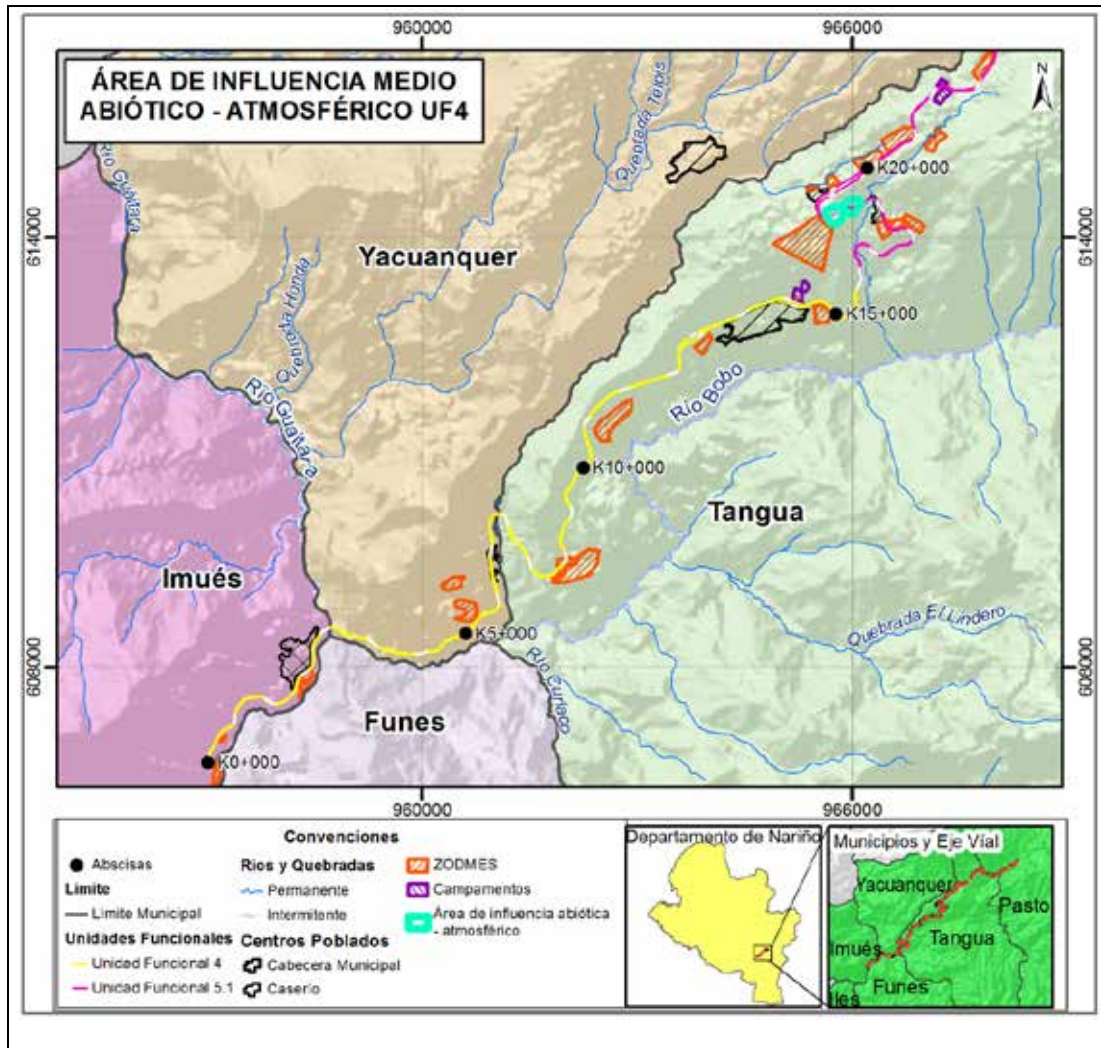 960000
966000
ÁREA DE INFLUENCIA MEDIO
ABIÓTICO - ATMOSFÉRICO UF4
N
Río Guáitara
Quebrada Telpis
K20+000
614000
614000
Yacuanquer
Quebrada Honda
K15+000
Río Guáitara
Río Bobo
K10+000
Tangua
Imués
K5+000
Quebrada El Lindero
608000
608000
Río Curiaco
Funes
K0+000
960000
966000
Convenciones
Abscisas
Límite
Límite Municipal
Unidades Funcionales
Unidad Funcional 4
Unidad Funcional 5.1
Ríos y Quebradas
Permanente
Intermitente
Centros Poblados
Cabecera Municipal
Caserío
ZODMES
Campamentos
Área de influencia abiótica
- atmosférico
Departamento de Nariño
Municipios y Eje Víal
Yacuanquer
Pasto
Imués
Tangua
Funes
Iles